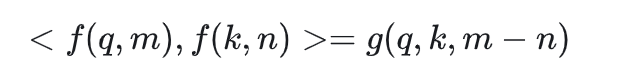 < f(q, m), f(k, n) >= g(q, k, m − n)